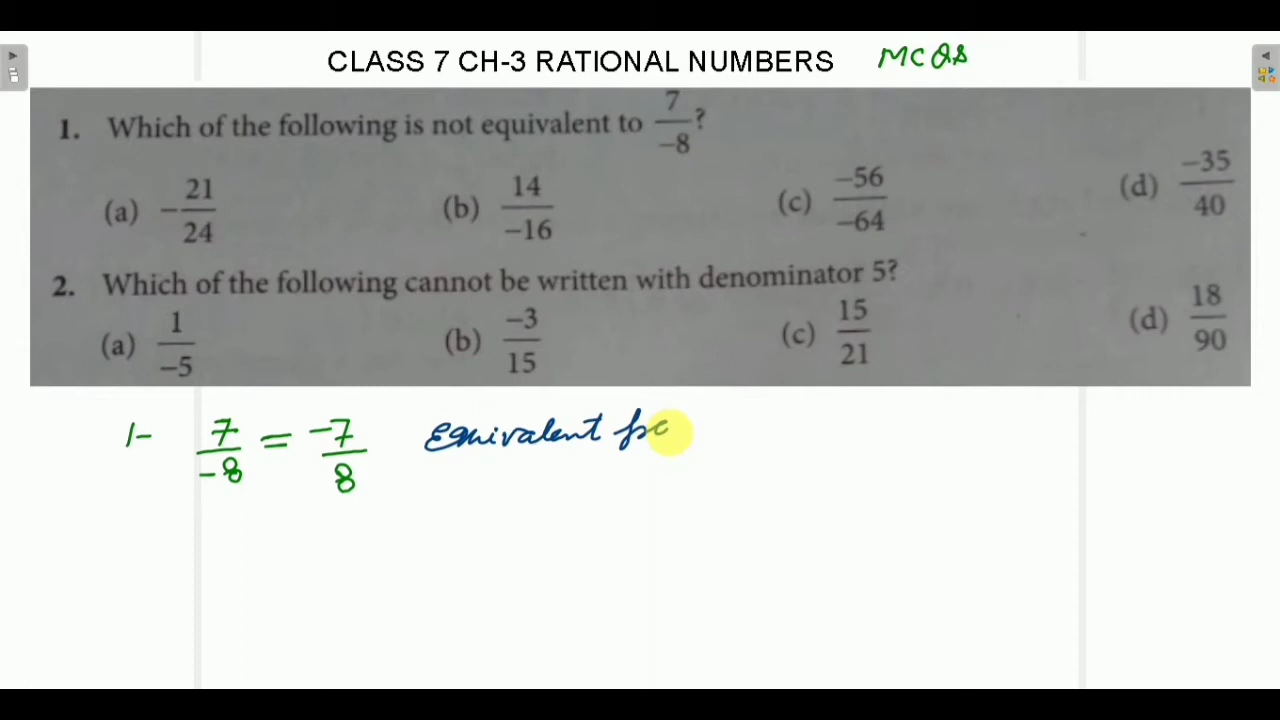 CLASS 7 CH-3 RATIONAL NUMBERS MCQs
1. Which of the following is not equivalent to 7/-8?
(a) -21/24 (b) 14/-16 (c) -56/-64 (d) -35/40
2. Which of the following cannot be written with denominator 5?
(a) 1/-5 (b) -3/15 (c) 15/21 (d) 18/90
1- 7/-8 = -7/8 Equivalent